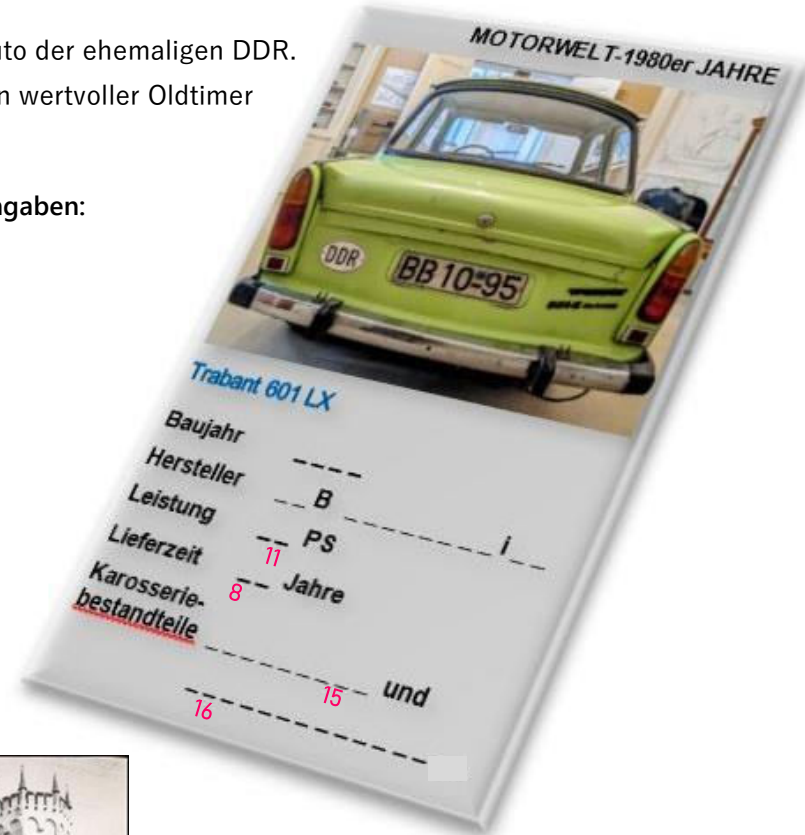 uto der ehemaligen DDR.
n wertvoller Oldtimer
ngaben:
MOTORWELT-1980er JAHRE
DDR
BB 10-95
Trabant 601 LX
Baujahr _ _ _ _
Hersteller _ _ B _ _ _ _ _ _ _ _ _ _ i _ _
Leistung _ _ PS
11
Lieferzeit _ _ Jahre
8
Karosserie-
bestandteile _ _ _ _ _ _ _ _ _ _ und
15
_ _ _ _ _ _ _ _ _ _ _ _ _ _
16